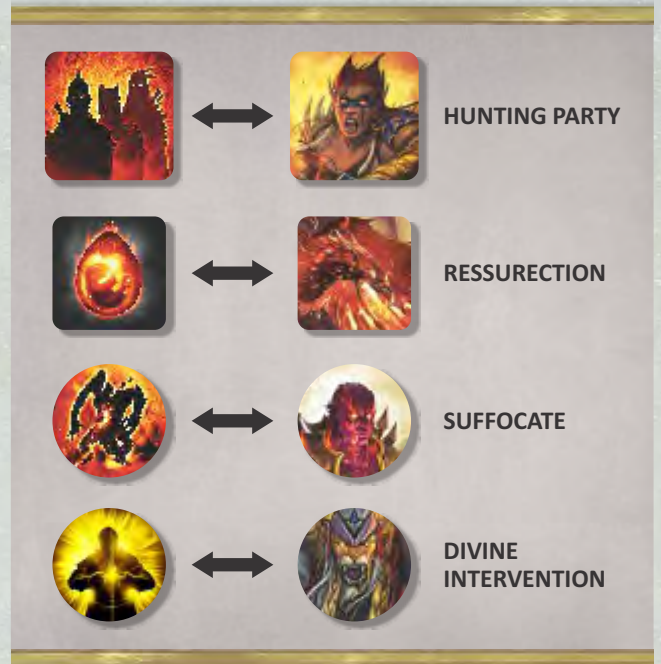 HUNTING PARTY
RESSURECTION
SUFFOCATE
DIVINE
INTERVENTION